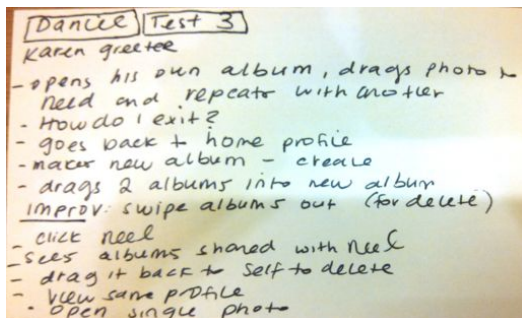 Daniel Test 3
Karen greeter
- opens his own album, drags photo to
Neel and repeats with another
- How do I exit?
- goes back to home profile
- makes new album - create
- drags 2 albums into new album
Improv: swipe albums out (for delete)
- click Neel
- sees albums shared with Neel
- drag it back to self to delete
- view same profile
- open single photo